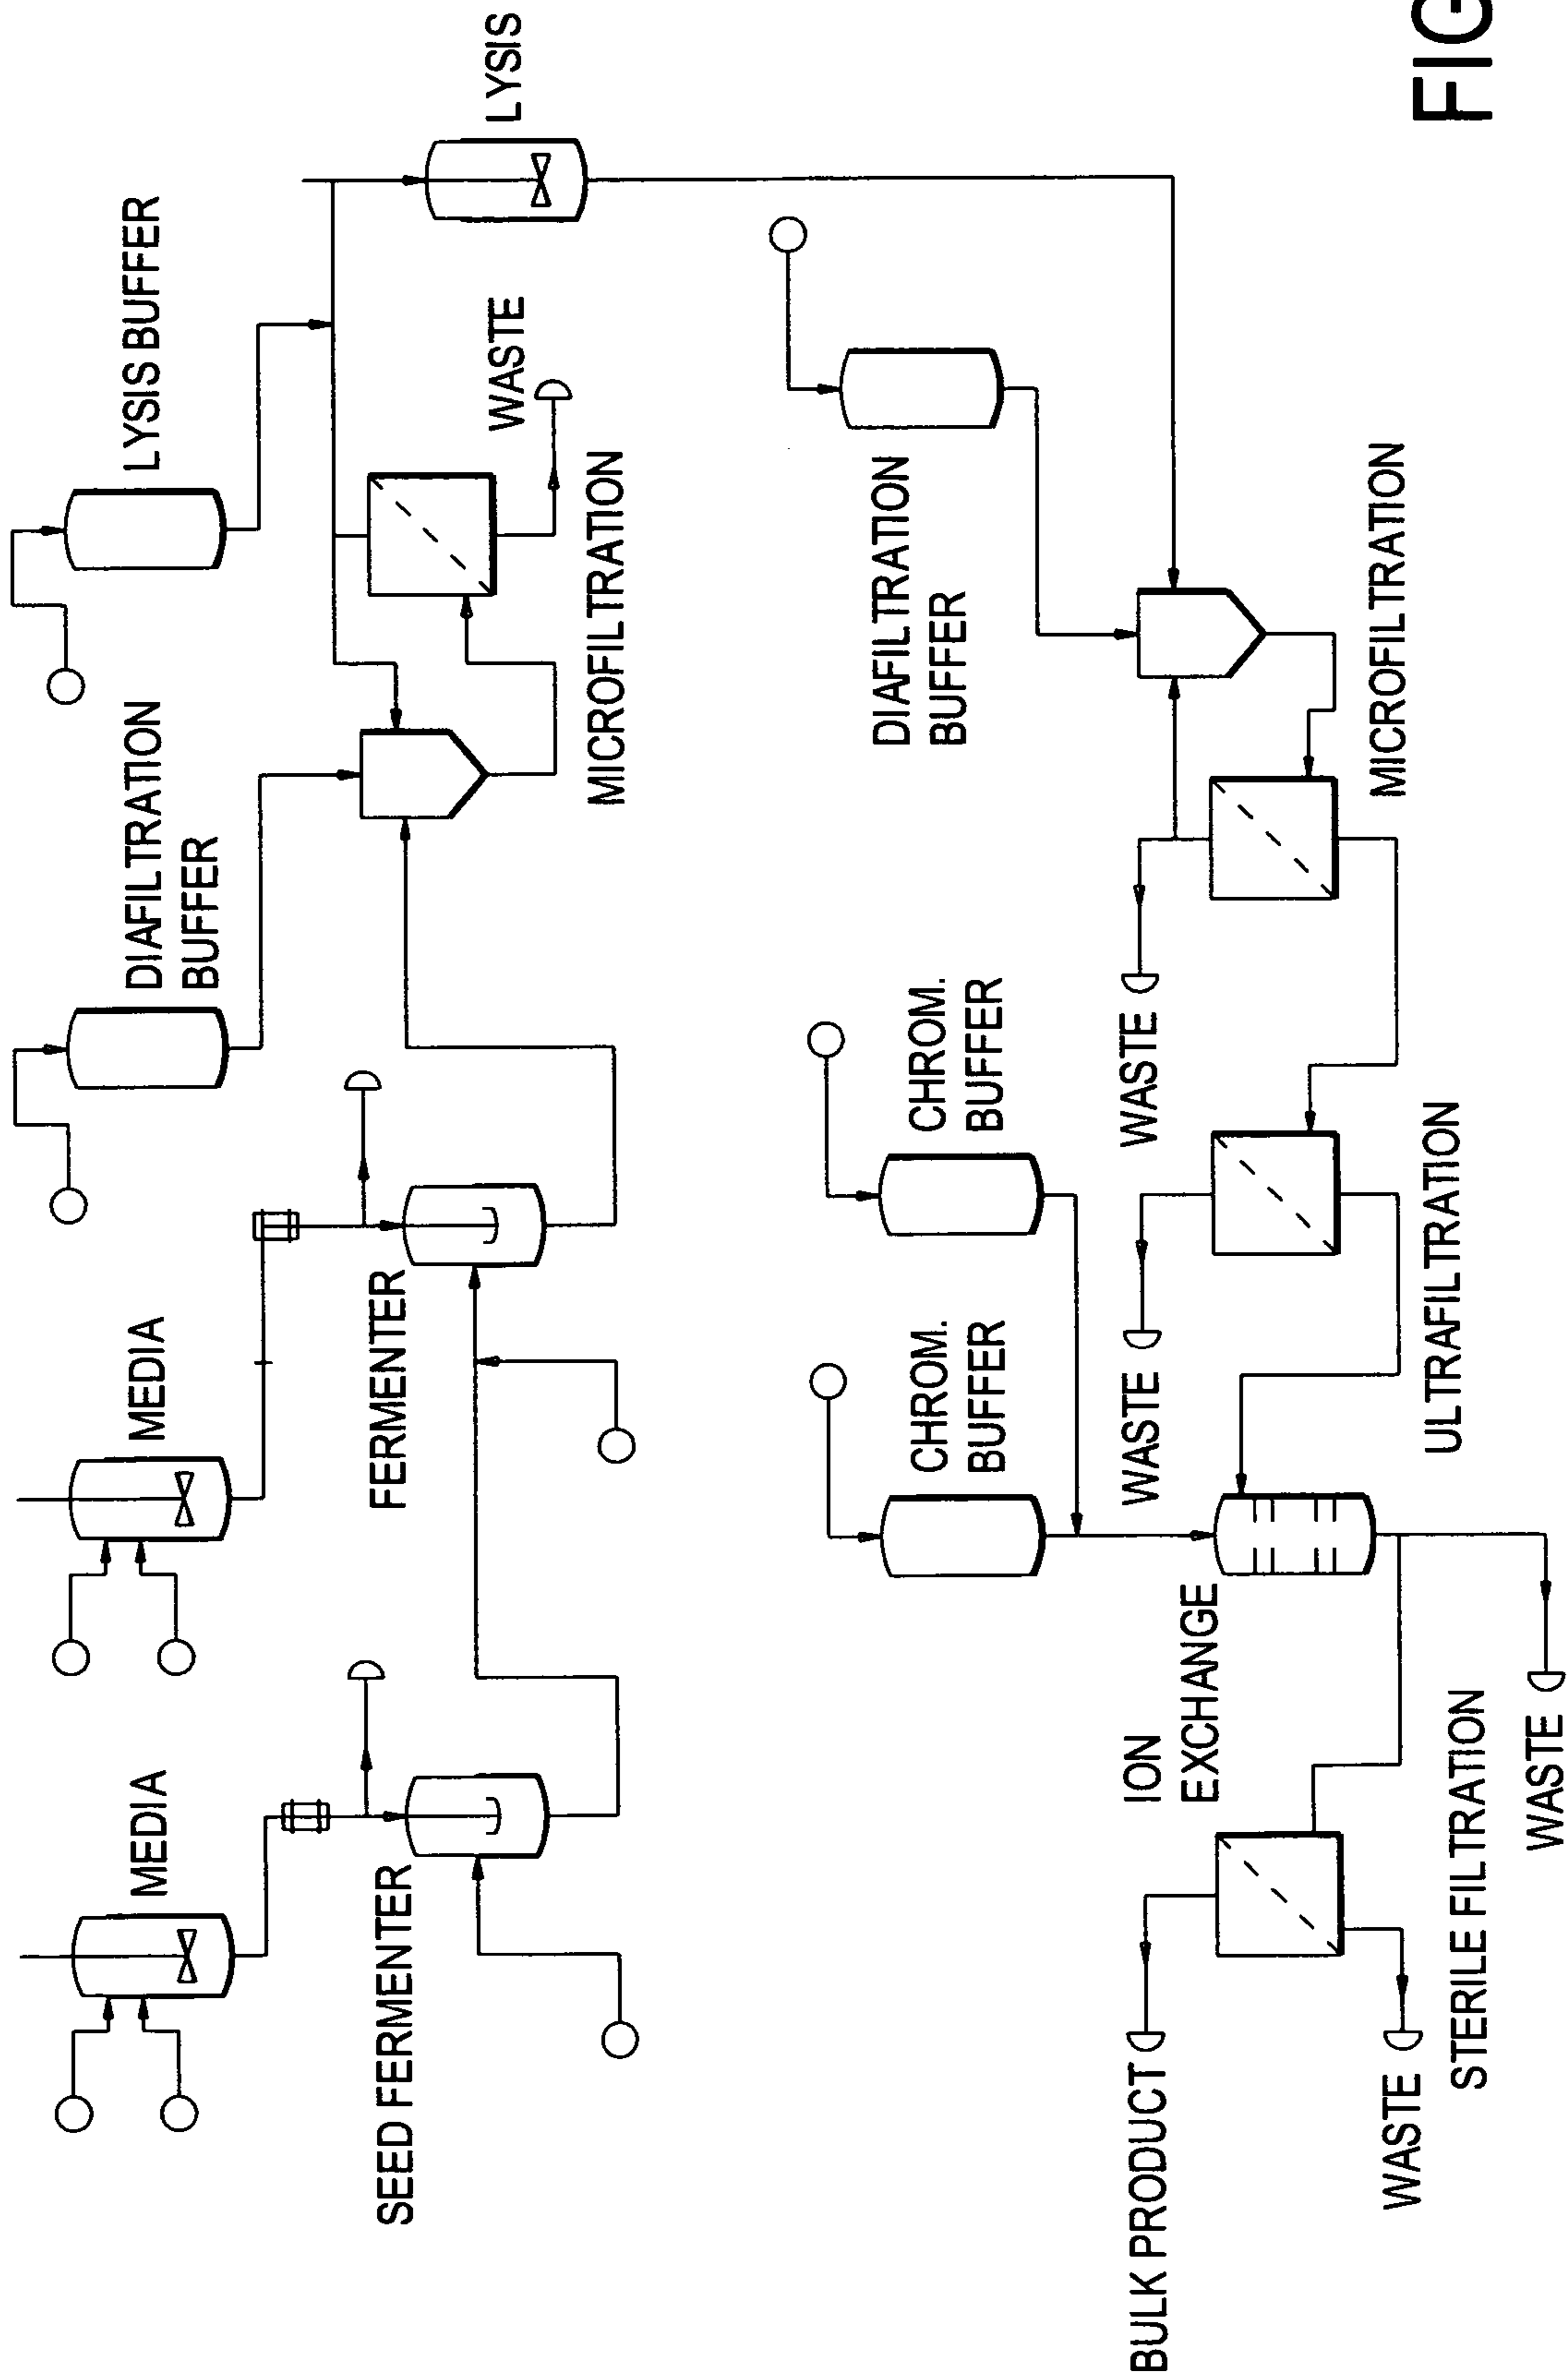 MEDIA
MEDIA
DIAFILTRATION
BUFFER
LYSIS BUFFER
SEED FERMENTER
FERMENTER
MICROFILTRATION
WASTE
LYSIS
CHROM.
BUFFER
CHROM.
BUFFER
DIAFILTRATION
BUFFER
BULK PRODUCT
ION
EXCHANGE
WASTE
WASTE
WASTE
STERILE FILTRATION
ULTRAFILTRATION
MICROFILTRATION
WASTE
FIG